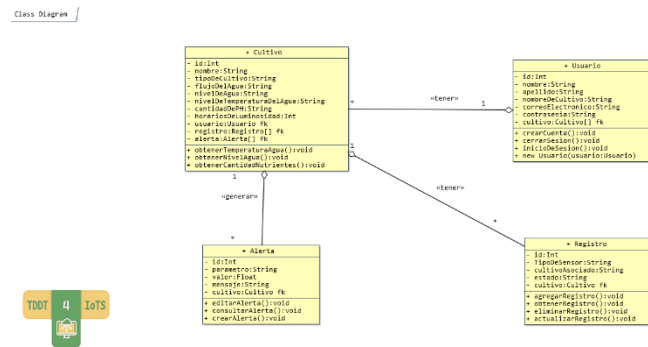 Class Diagram
+ Cultivo
- id:Int
- nombre:String
- tipoDeCultivo:String
- flujoDelAgua:String
- nivelDeAgua:String
- nivelDeTemperaturaDelAgua:String
- cantidadDePH:String
- horariosDeLuminosidad:Int
- usuario:Usuario fk
- registro:Registro[] fk
- alerta:Alerta[] fk
+ obtenerTemperaturaAgua():void
+ obtenerNivelAgua():void
+ obtenerCantidadNutrientes():void
+ Usuario
- id:Int
- nombre:String
- apellido:String
- nombreDeCultivo:String
- correoElectronico:String
- contrasenia:String
- cultivo:Cultivo[] fk
+ crearCuenta():void
+ cerrarSesion():void
+ inicioDeSesion():void
+ new Usuario(usuario:Usuario)
* «tener» 1
1
«tener»
*
1
«generar»
*
+ Alerta
- id:Int
- parametro:String
- valor:Float
- mensaje:String
- cultivo:Cultivo fk
+ editarAlerta():void
+ consultarAlerta():void
+ crearAlerta():void
+ Registro
- id:Int
- TipoDeSensor:String
- cultivoAsociado:String
- estado:String
- cultivo:Cultivo fk
+ agregarRegistro():void
+ obtenerRegistro():void
+ eliminarRegistro():void
+ actualizarRegistro():void
TDDT 4 IoTS